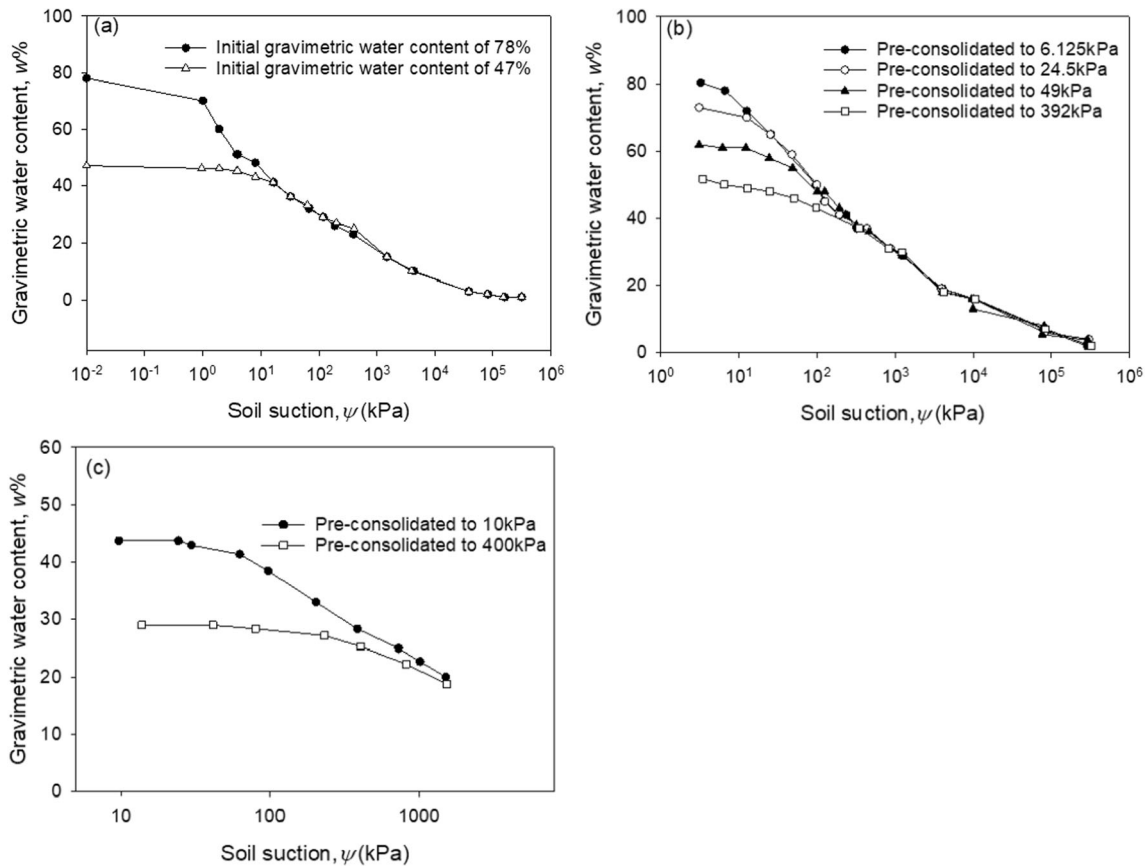 (a)
Initial gravimetric water content of 78%
Initial gravimetric water content of 47%
Gravimetric water content, w%
100
80
60
40
20
0
10-2 10-1 100 101 102 103 104 105 106
Soil suction, ψ(kPa)
(b)
Pre-consolidated to 6.125kPa
Pre-consolidated to 24.5kPa
Pre-consolidated to 49kPa
Pre-consolidated to 392kPa
Gravimetric water content, w%
100
80
60
40
20
0
100 101 102 103 104 105 106
Soil suction, ψ(kPa)
(c)
Pre-consolidated to 10kPa
Pre-consolidated to 400kPa
Gravimetric water content, w%
60
50
40
30
20
10
0
10 100 1000
Soil suction, ψ(kPa)